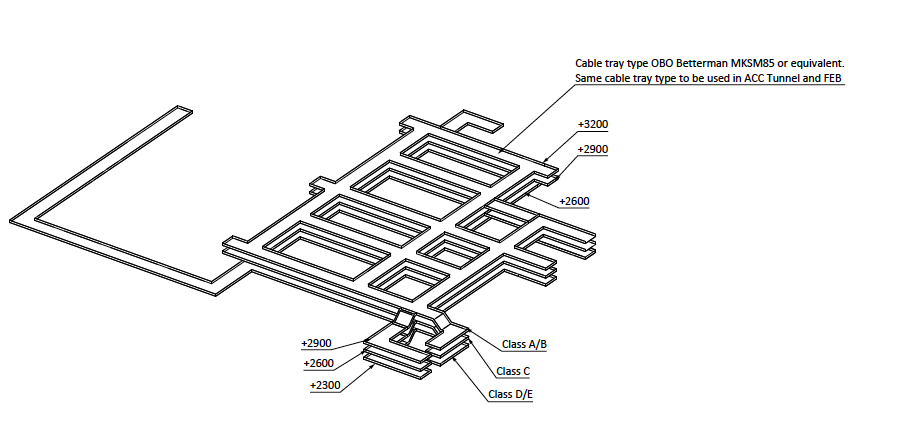 Cable tray type OBO Betterman MKSM85 or equivalent.
Same cable tray type to be used in ACC Tunnel and FEB
+3200
+2900
+2600
+2900
+2600
+2300
Class A/B
Class C
Class D/E